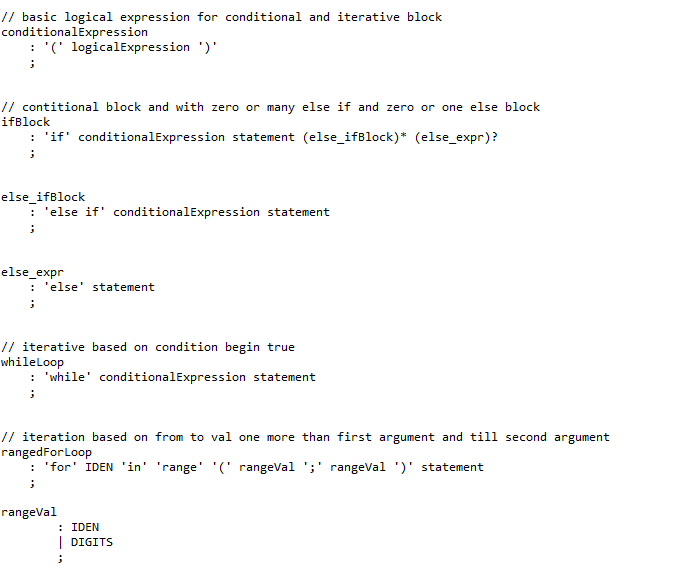 // basic logical expression for conditional and iterative block
conditionalExpression
    : '(' logicalExpression ')'
    ;
// contitional block and with zero or many else if and zero or one else block
ifBlock
    : 'if' conditionalExpression statement (else_ifBlock)* (else_expr)?
    ;
else_ifBlock
    : 'else if' conditionalExpression statement
    ;
else_expr
    : 'else' statement
    ;
// iterative based on condition begin true
whileLoop
    : 'while' conditionalExpression statement
    ;
// iteration based on from to val one more than first argument and till second argument
rangedForLoop
    : 'for' IDEN 'in' 'range' '(' rangeVal ';' rangeVal ')' statement
    ;
rangeVal
        : IDEN
        | DIGITS
        ;